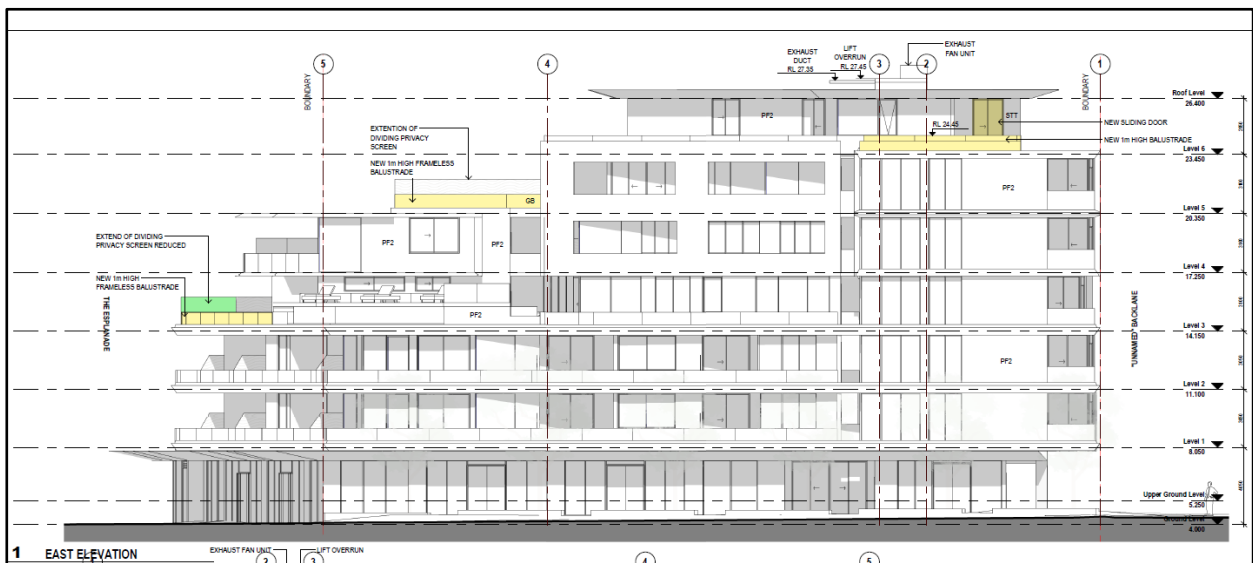 EXHAUST
FAN UNIT
LIFT
OVERRUN
RL 27.45
EXHAUST
DUCT
RL 27.35
5
4
3
2
1
BOUNDARY
BOUNDARY
Roof Level
26.400
PF2
STT
NEW SLIDING DOOR
RL 24.45
NEW 1m HIGH BALUSTRADE
EXTENTION OF
DIVIDING PRIVACY
SCREEN
NEW 1m HIGH FRAMELESS
BALUSTRADE
Level 6
23.450
GB
PF2
Level 5
20.350
EXTEND OF DIVIDING
PRIVACY SCREEN REDUCED
PF2
PF2
PF2
Level 4
17.250
NEW 1m HIGH
FRAMELESS BALUSTRADE
THE ESPLANADE
PF2
"UNNAMED" BACKLANE
Level 3
14.150
PF2
Level 2
11.100
Level 1
8.050
Upper Ground Level
5.250
Ground Level
4.000
1 EAST ELEVATION
EXHAUST FAN UNIT
LIFT OVERRUN
2
3
4
5